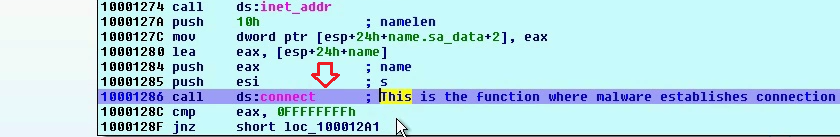 10001274 call ds:inet_addr
1000127A push 10h ; namelen
1000127C mov dword ptr [esp+24h+name.sa_data+2], eax
10001280 lea eax, [esp+24h+name]
10001284 push eax ; name
10001285 push esi ; s
10001286 call ds:connect ; This is the function where malware establishes connection
1000128C cmp eax, 0FFFFFFFFh
1000128F jnz short loc_100012A1